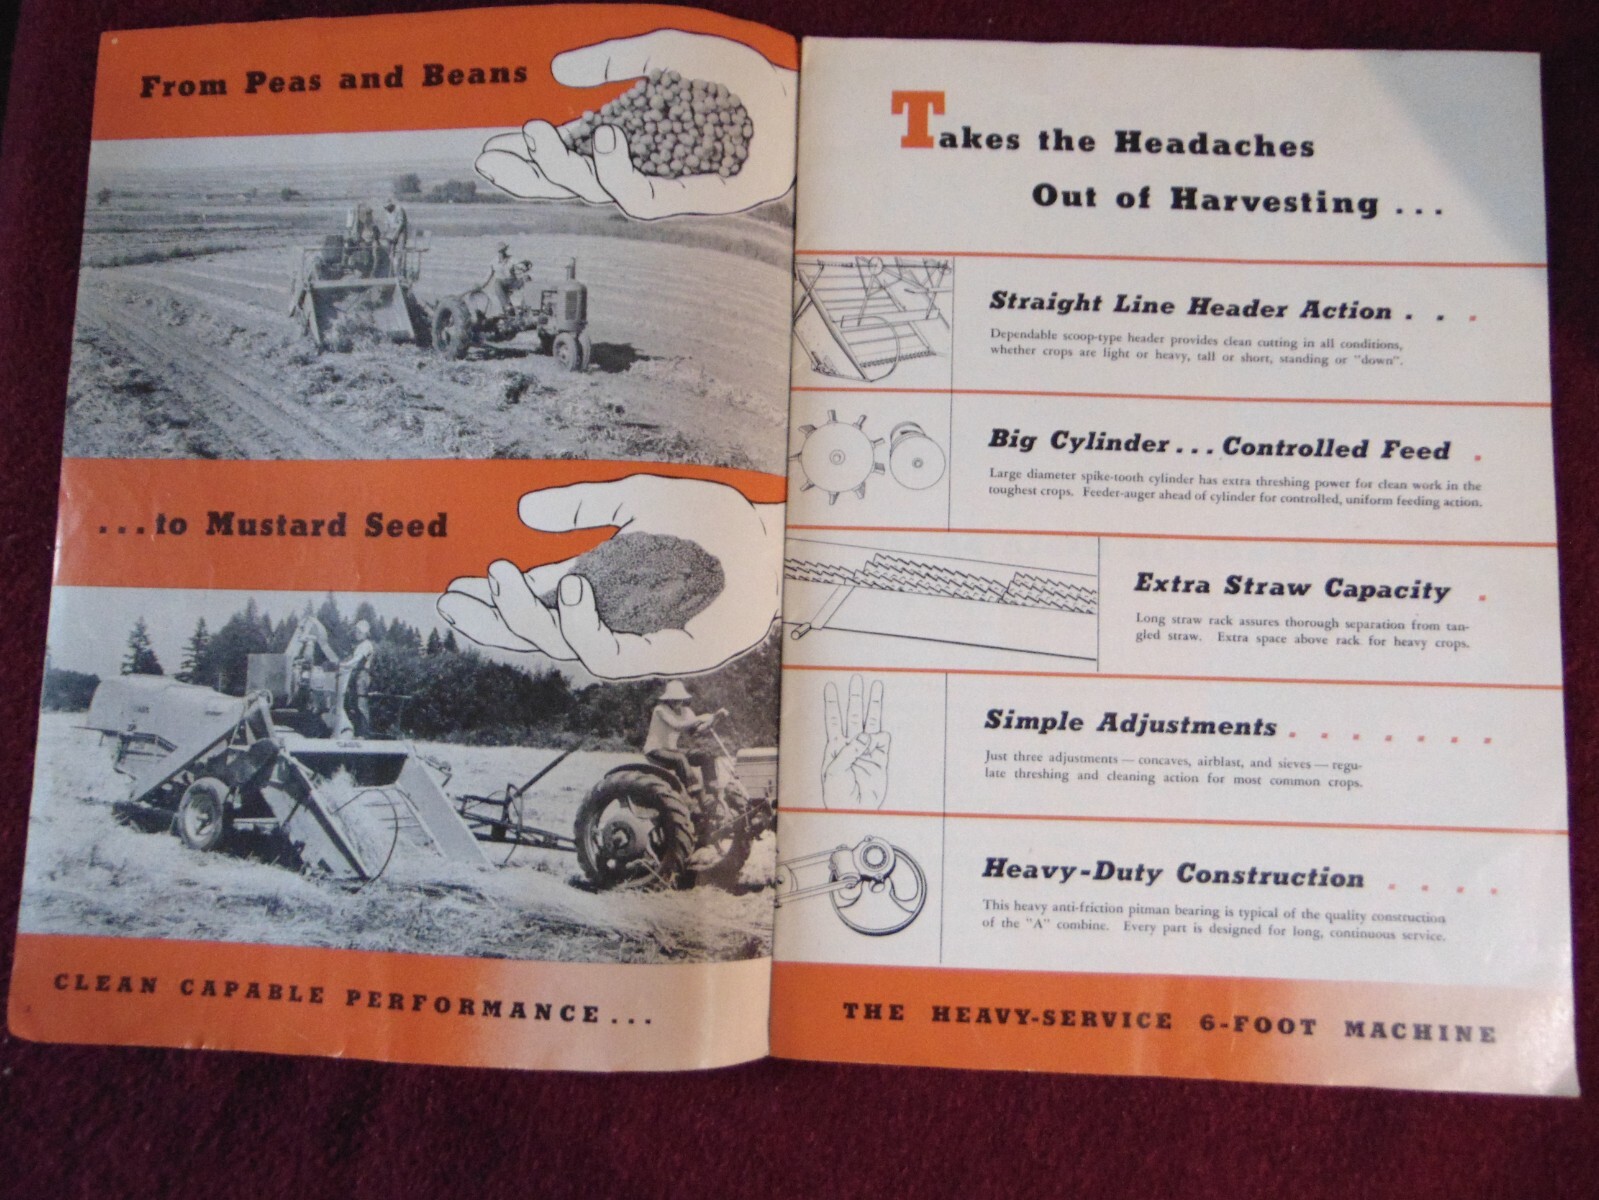 From Peas and Beans
...to Mustard Seed
CASE
CLEAN CAPABLE PERFORMANCE...
Takes the Headaches
Out of Harvesting...
Straight Line Header Action . . .
Dependable scoop-type header provides clean cutting in all conditions,
whether crops are light or heavy, tall or short, standing or "down".
Big Cylinder... Controlled Feed .
Large diameter spike-tooth cylinder has extra threshing power for clean work in the
toughest crops. Feeder-auger ahead of cylinder for controlled, uniform feeding action.
Extra Straw Capacity .
Long straw rack assures thorough separation from tan-
gled straw. Extra space above rack for heavy crops.
Simple Adjustments . . . . . . .
Just three adjustments — concaves, airblast, and sieves — regu-
late threshing and cleaning action for most common crops.
Heavy-Duty Construction . . . .
This heavy anti-friction pitman bearing is typical of the quality construction
of the "A" combine. Every part is designed for long, continuous service.
THE HEAVY-SERVICE 6-FOOT MACHINE